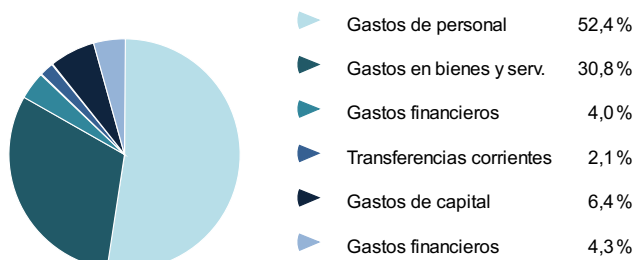 Gastos de personal 52,4 %
Gastos en bienes y serv. 30,8 %
Gastos financieros 4,0 %
Transferencias corrientes 2,1 %
Gastos de capital 6,4 %
Gastos financieros 4,3 %